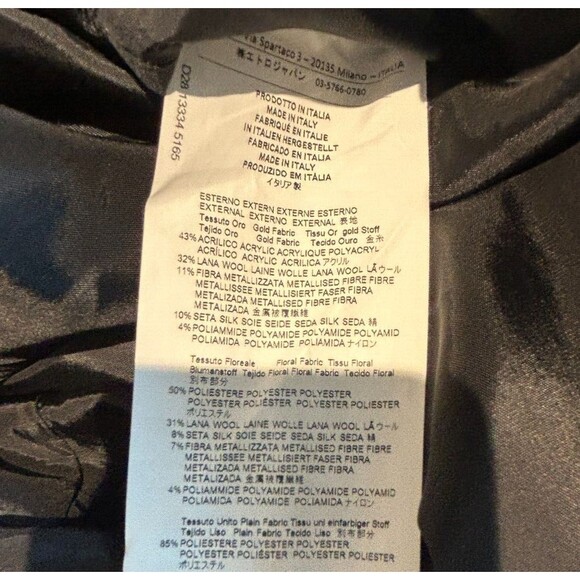 Via Spartaco 3 – 20135 Milano – ITALIA
㈱エトロジャパン 03-5766-0780
D28 13334 5165
PRODOTTO IN ITALIA
MADE IN ITALY
FABRIQUÉ EN ITALIE
IN ITALIEN HERGESTELLT
FABRICADO EN ITALIA
MADE IN ITALY
PRODUZIDO EM ITÀLIA
イタリア製
ESTERNO EXTERN EXTERNE ESTERNO
EXTERNAL EXTERNO EXTERNAL 表地
Tessuto Oro Gold Fabric Tissu Or gold Stoff
Tejido Oro Gold Fabric Tecido Ouro 金糸
43% ACRILICO ACRYLIC ACRYLIQUE POLYACRYL
ACRÍLICO ACRYLIC ACRILICA アクリル
32% LANA WOOL LAINE WOLLE LANA WOOL LÃ ウール
11% FIBRA METALLIZZATA METALLISED FIBRE FIBRE
METALLISEE METALLISIERT FASER FIBRA
METALIZADA METALLISED FIBRE FIBRA
METALIZADA 金属被覆繊維
10% SETA SILK SOIE SEIDE SEDA SILK SEDA 絹
4% POLIAMMIDE POLYAMIDE POLYAMIDE POLYAMID
POLIAMIDA POLYAMIDE POLIAMIDA ナイロン
Tessuto Floreale Floral Fabric Tissu Floral
Blumenstoff Tejido Floral Floral Fabric Tecido Floral
別布部分
50% POLIESTERE POLYESTER POLYESTER
POLYESTER POLIÉSTER POLYESTER POLIÉSTER
ポリエステル
31% LANA WOOL LAINE WOLLE LANA WOOL LÃ ウール
8% SETA SILK SOIE SEIDE SEDA SILK SEDA 絹
7% FIBRA METALLIZZATA METALLISED FIBRE FIBRE
METALLISEE METALLISIERT FASER FIBRA
METALIZADA METALLISED FIBRE FIBRA
METALIZADA 金属被覆繊維
4% POLIAMMIDE POLYAMIDE POLYAMIDE POLYAMID
POLIAMIDA POLYAMIDE POLIAMIDA ナイロン
Tessuto Unito Plain Fabric Tissu uni einfarbiger Stoff
Tejido Liso Plain Fabric Tecido Liso 別布部分
85% POLIESTERE POLYESTER POLYESTER
POLYESTER POLIÉSTER POLYESTER POLIÉSTER
ポリエステル